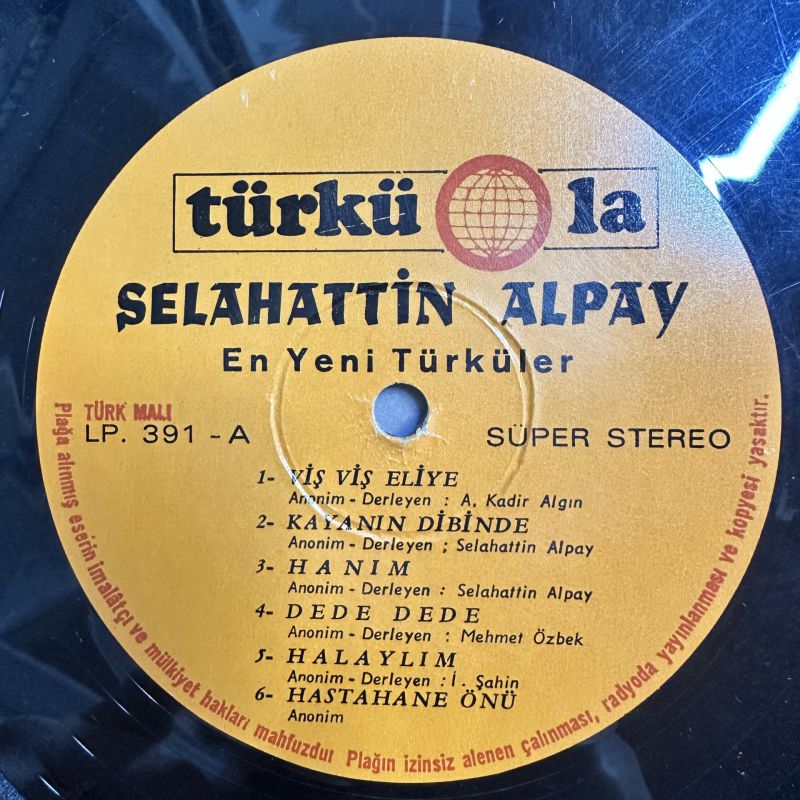 türkü la
SELAHATTİN ALPAY
En Yeni Türküler
TÜRK MALI
LP. 391 - A
SÜPER STEREO
1- VİŞ VİŞ ELİYE
Anonim - Derleyen : A. Kadir Algın
2- KAYANIN DİBİNDE
Anonim - Derleyen ; Selahattin Alpay
3- HANIM
Anonim - Derleyen : Selahattin Alpay
4- DEDE DEDE
Anonim - Derleyen : Mehmet Özbek
5- HALAYLIM
Anonim - Derleyen : İ. Şahin
6- HASTAHANE ÖNÜ
Anonim
Plağa alınmış eserin imalâtçı ve mülkiyet hakları mahfuzdur Plağın izinsiz alenen çalınması, radyoda yayınlanması ve kopyesi yasaktır.